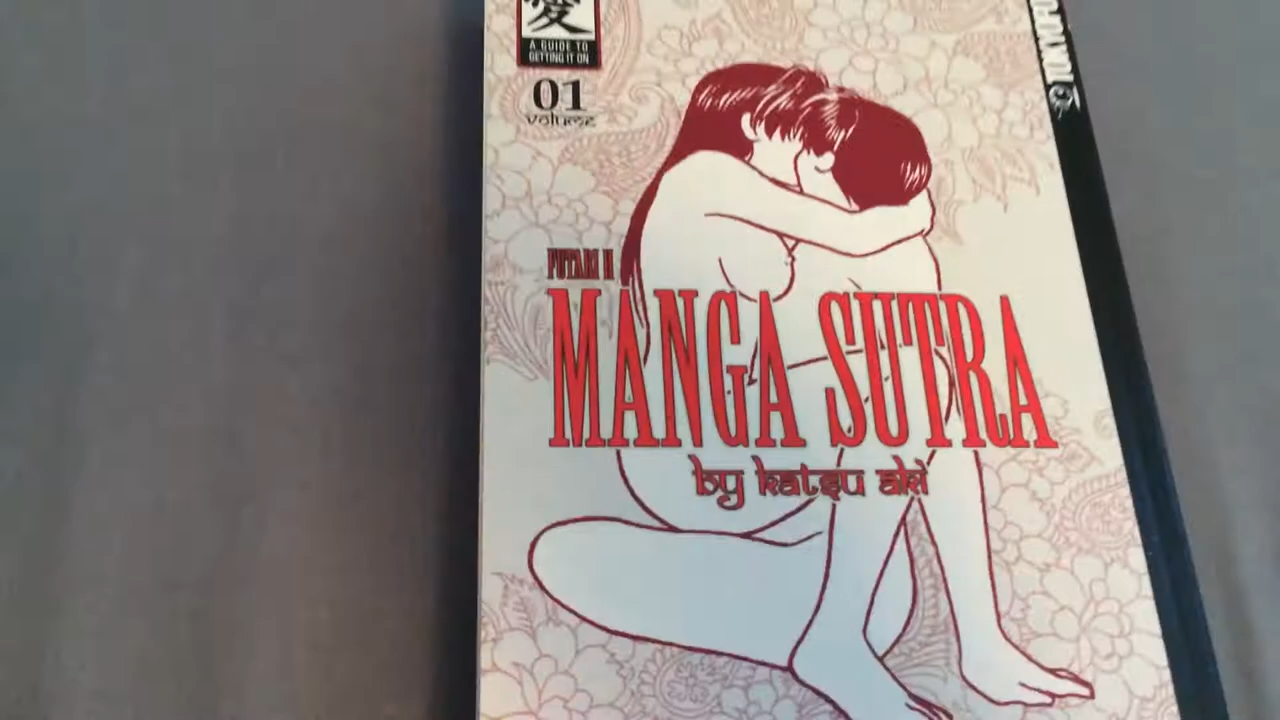 愛
A GUIDE TO
GETTING IT ON
01
volume
FUTARI H
MANGA SUTRA
by katsu aki
TOKYOPOP